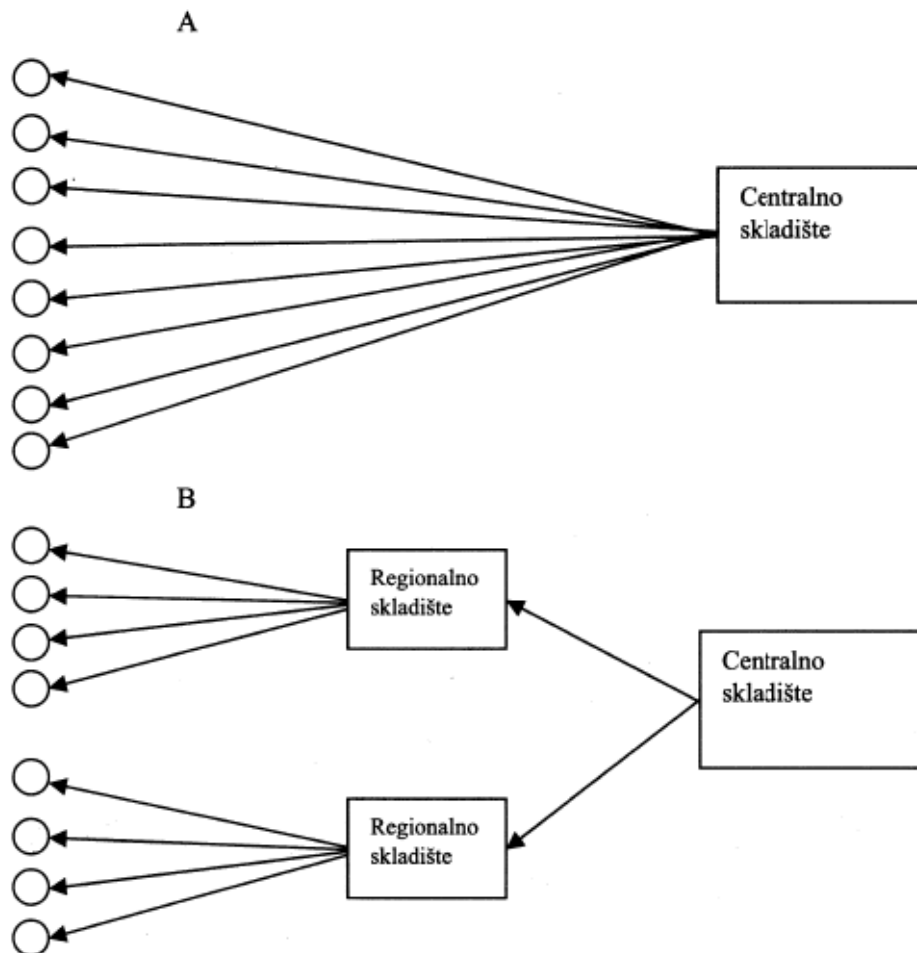 A
Centralno
skladište
B
Regionalno
skladište
Centralno
skladište
Regionalno
skladište